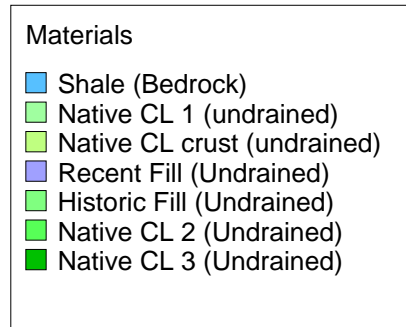 Materials
Shale (Bedrock)
Native CL 1 (undrained)
Native CL crust (undrained)
Recent Fill (Undrained)
Historic Fill (Undrained)
Native CL 2 (Undrained)
Native CL 3 (Undrained)